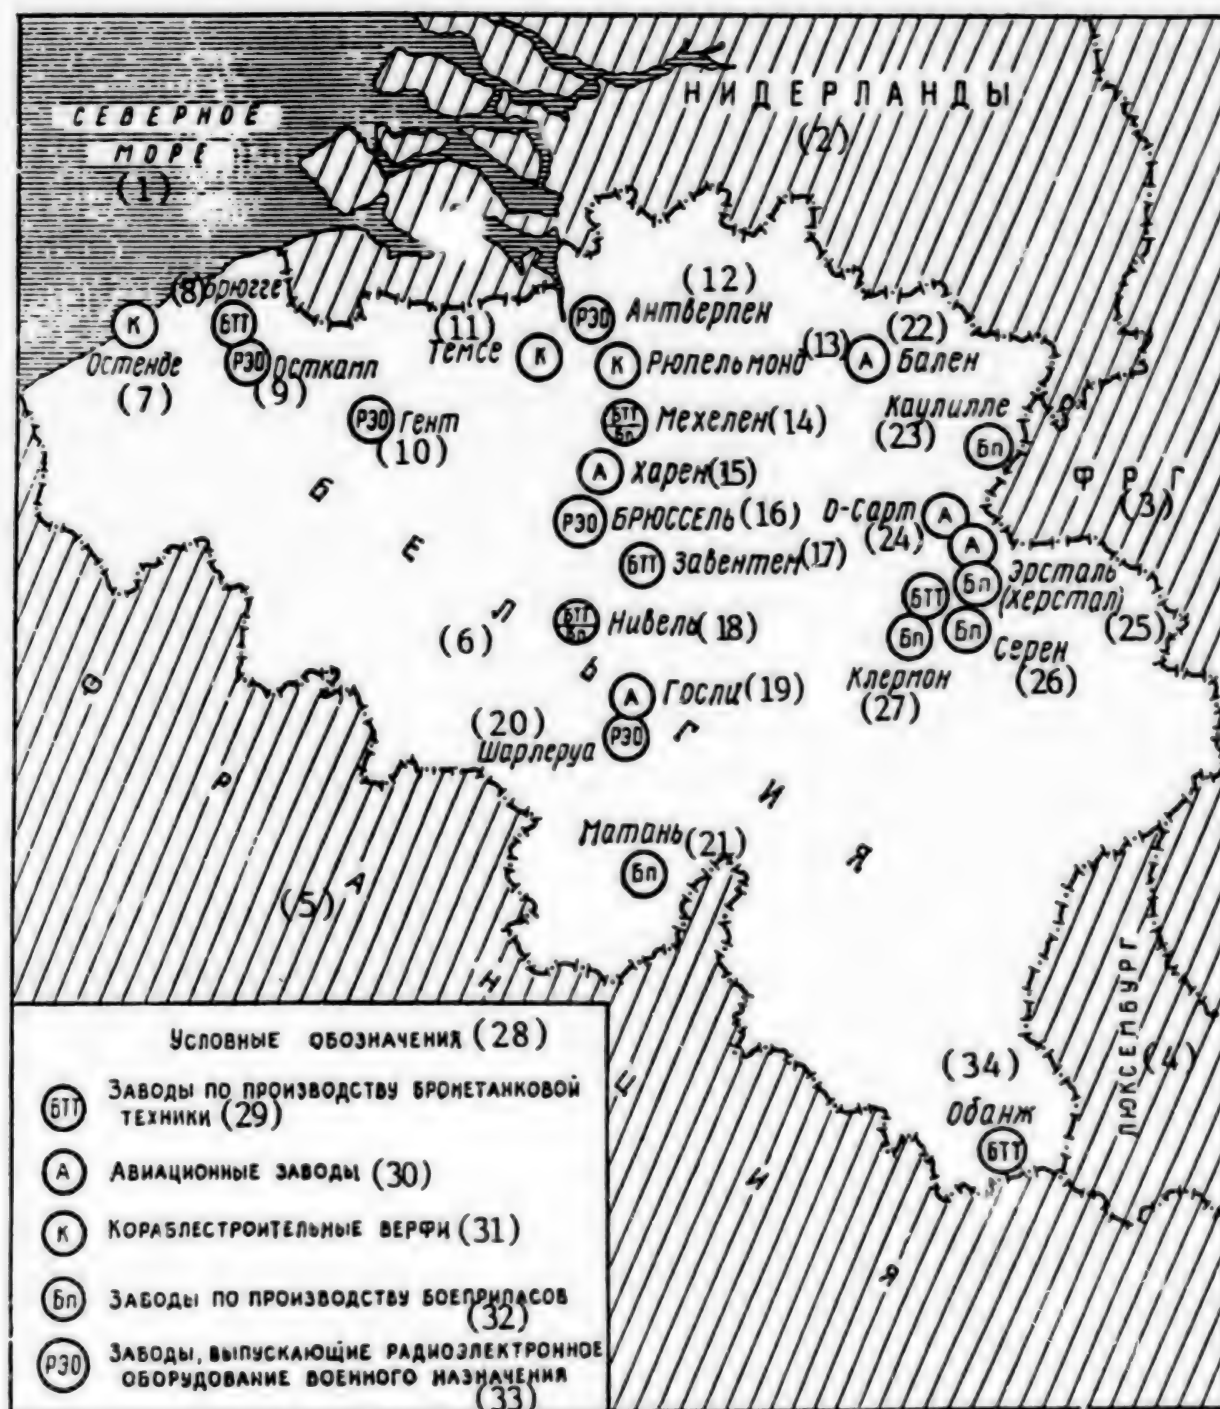 СЕВЕРНОЕ
МОРЕ
(1)
НИДЕРЛАНДЫ
(2)
(12)
(8) Брюгге
БТТ
К
Остенде
(7)
РЭО
Осткамп
(9)
(11)
Темсе
К
РЭО
Антверпен
К
Рюпельмонд (13)
(22)
А
Бален
РЭО
Гент
(10)
БТТ
Бп
Мехелен (14)
Каулилле
(23)
Бп
ФРГ
(3)
А
Харен (15)
РЭО
БРЮССЕЛЬ (16)
О-Сарт
(24)
А
А
БТТ
Завентен (17)
БТТ
Бп
Эрсталь
(Херстал)
(25)
БТТ
Бп
Нивель (18)
Бп
Клермон
(27)
Бп
Серен
(26)
БЕЛЬГИЯ
(6)
А
Госли (19)
(20)
Шарлеруа
РЭО
Матань (21)
Бп
ФРАНЦИЯ
(5)
ЛЮКСЕМБУРГ
(4)
(34)
Обанж
БТТ
Условные обозначения (28)
БТТ
Заводы по производству бронетанковой
техники (29)
А
Авиационные заводы (30)
К
Кораблестроительные верфи (31)
Бп
Заводы по производству боеприпасов
(32)
РЭО
Заводы, выпускающие радиоэлектронное
оборудование военного назначения
(33)